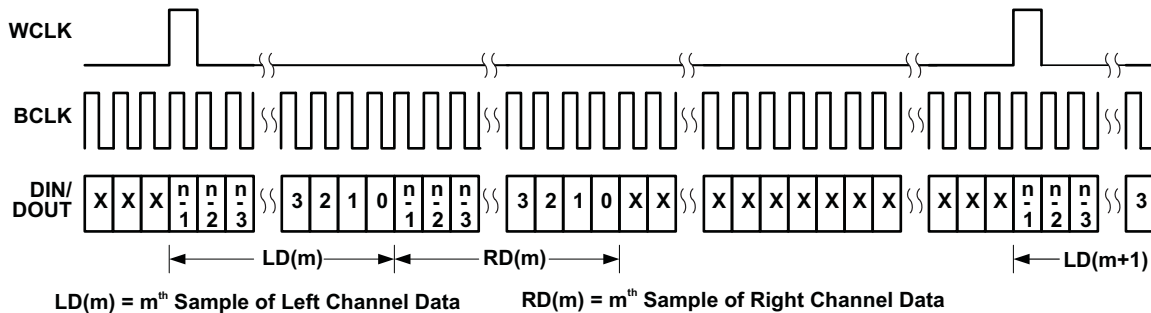 WCLK
BCLK
DIN/
DOUT
X X X n-1 n-2 n-3 3 2 1 0 n-1 n-2 n-3 3 2 1 0 X X X X X X X X X X X X n-1 n-2 n-3 3
LD(m) RD(m) LD(m+1)
LD(m) = mth Sample of Left Channel Data RD(m) = mth Sample of Right Channel Data